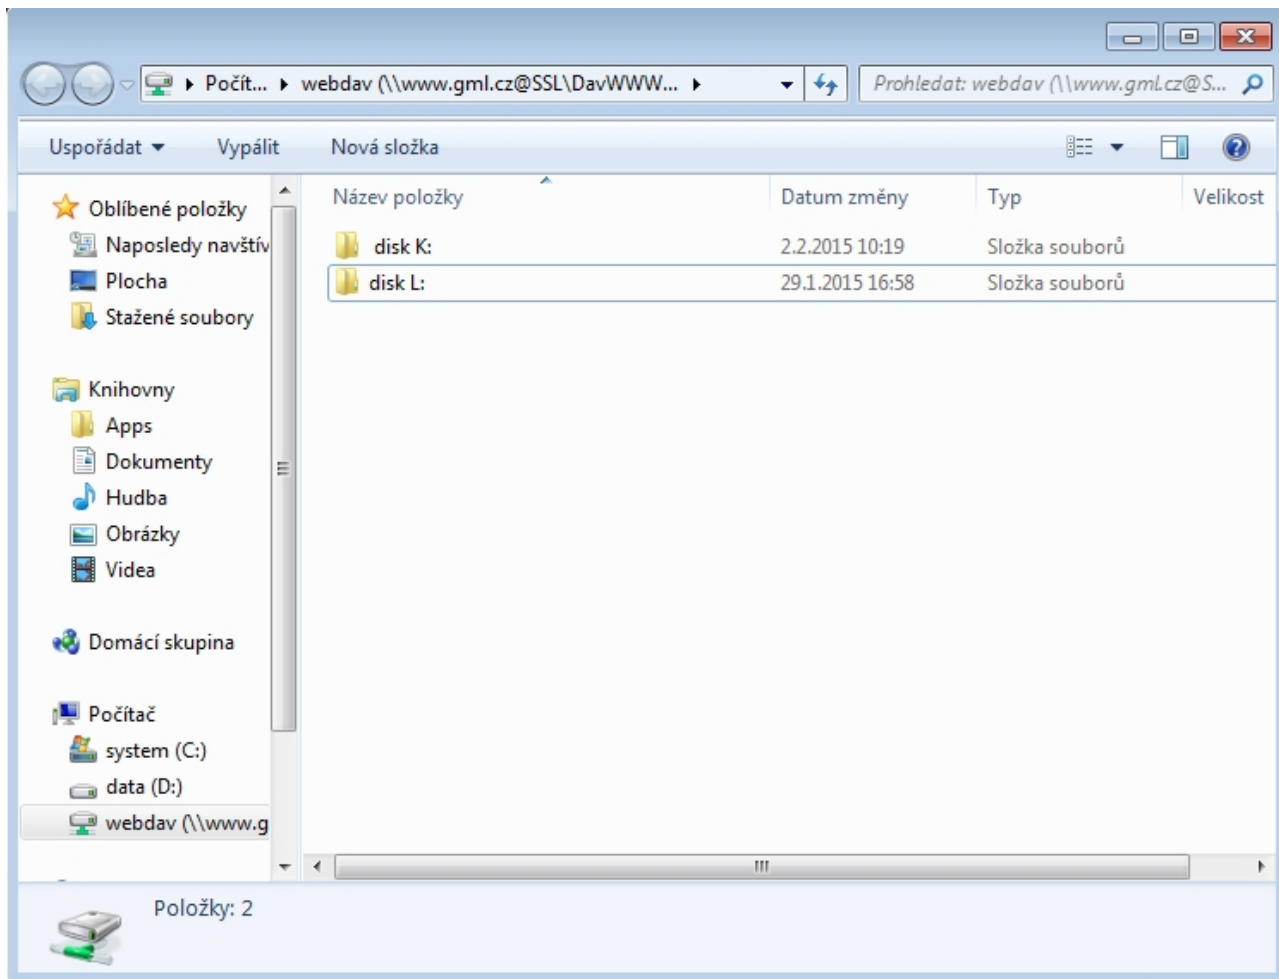 Počít... webdav (\\www.gml.cz@SSL\DavWWW... Prohledat: webdav (\\www.gml.cz@S...
Uspořádat Vypálit Nová složka
Oblíbené položky
Naposledy navštív
Plocha
Stažené soubory
Knihovny
Apps
Dokumenty
Hudba
Obrázky
Videa
Domácí skupina
Počítač
system (C:)
data (D:)
webdav (\\www.g
Název položky Datum změny Typ Velikost
disk K: 2.2.2015 10:19 Složka souborů
disk L: 29.1.2015 16:58 Složka souborů
Položky: 2